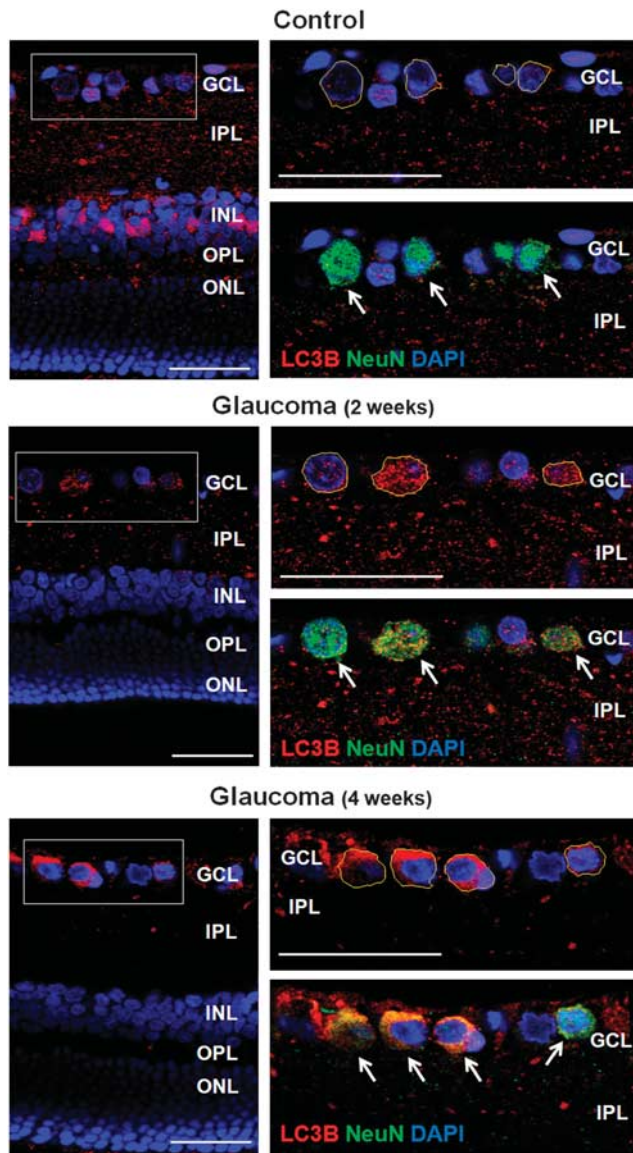 Control
GCL
IPL
INL
OPL
ONL
GCL
IPL
GCL
IPL
LC3B NeuN DAPI
Glaucoma (2 weeks)
GCL
IPL
INL
OPL
ONL
GCL
IPL
GCL
IPL
LC3B NeuN DAPI
Glaucoma (4 weeks)
GCL
IPL
INL
OPL
ONL
GCL
IPL
GCL
IPL
LC3B NeuN DAPI